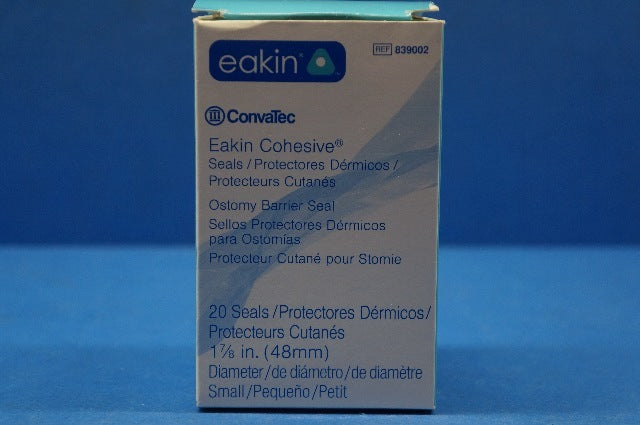 eakin®
REF 839002
ConvaTec
Eakin Cohesive®
Seals / Protectores Dérmicos /
Protecteurs Cutanés
Ostomy Barrier Seal
Sellos Protectores Dérmicos
para Ostomias
Protecteur Cutané pour Stomie
20 Seals / Protectores Dérmicos /
Protecteurs Cutanés
1⅞ in. (48mm)
Diameter / de diámetro / de diamètre
Small / Pequeño / Petit